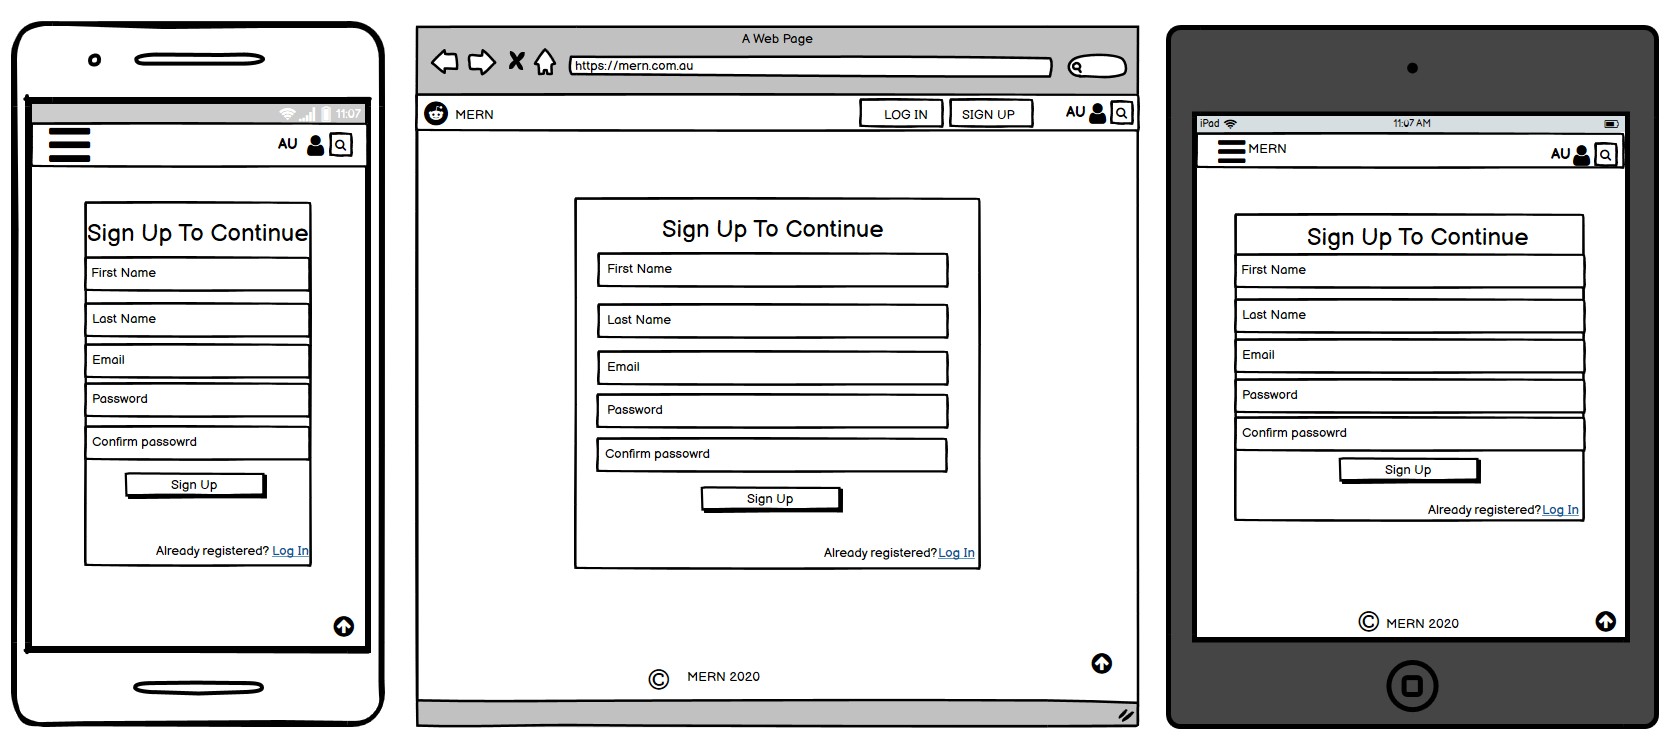 11:07
AU
Sign Up To Continue
First Name
Last Name
Email
Password
Confirm passowrd
Sign Up
Already registered? Log In
A Web Page
https://mern.com.au
MERN
LOG IN
SIGN UP
AU
Sign Up To Continue
First Name
Last Name
Email
Password
Confirm passowrd
Sign Up
Already registered? Log In
© MERN 2020
iPad
11:07 AM
MERN
AU
Sign Up To Continue
First Name
Last Name
Email
Password
Confirm passowrd
Sign Up
Already registered? Log In
© MERN 2020